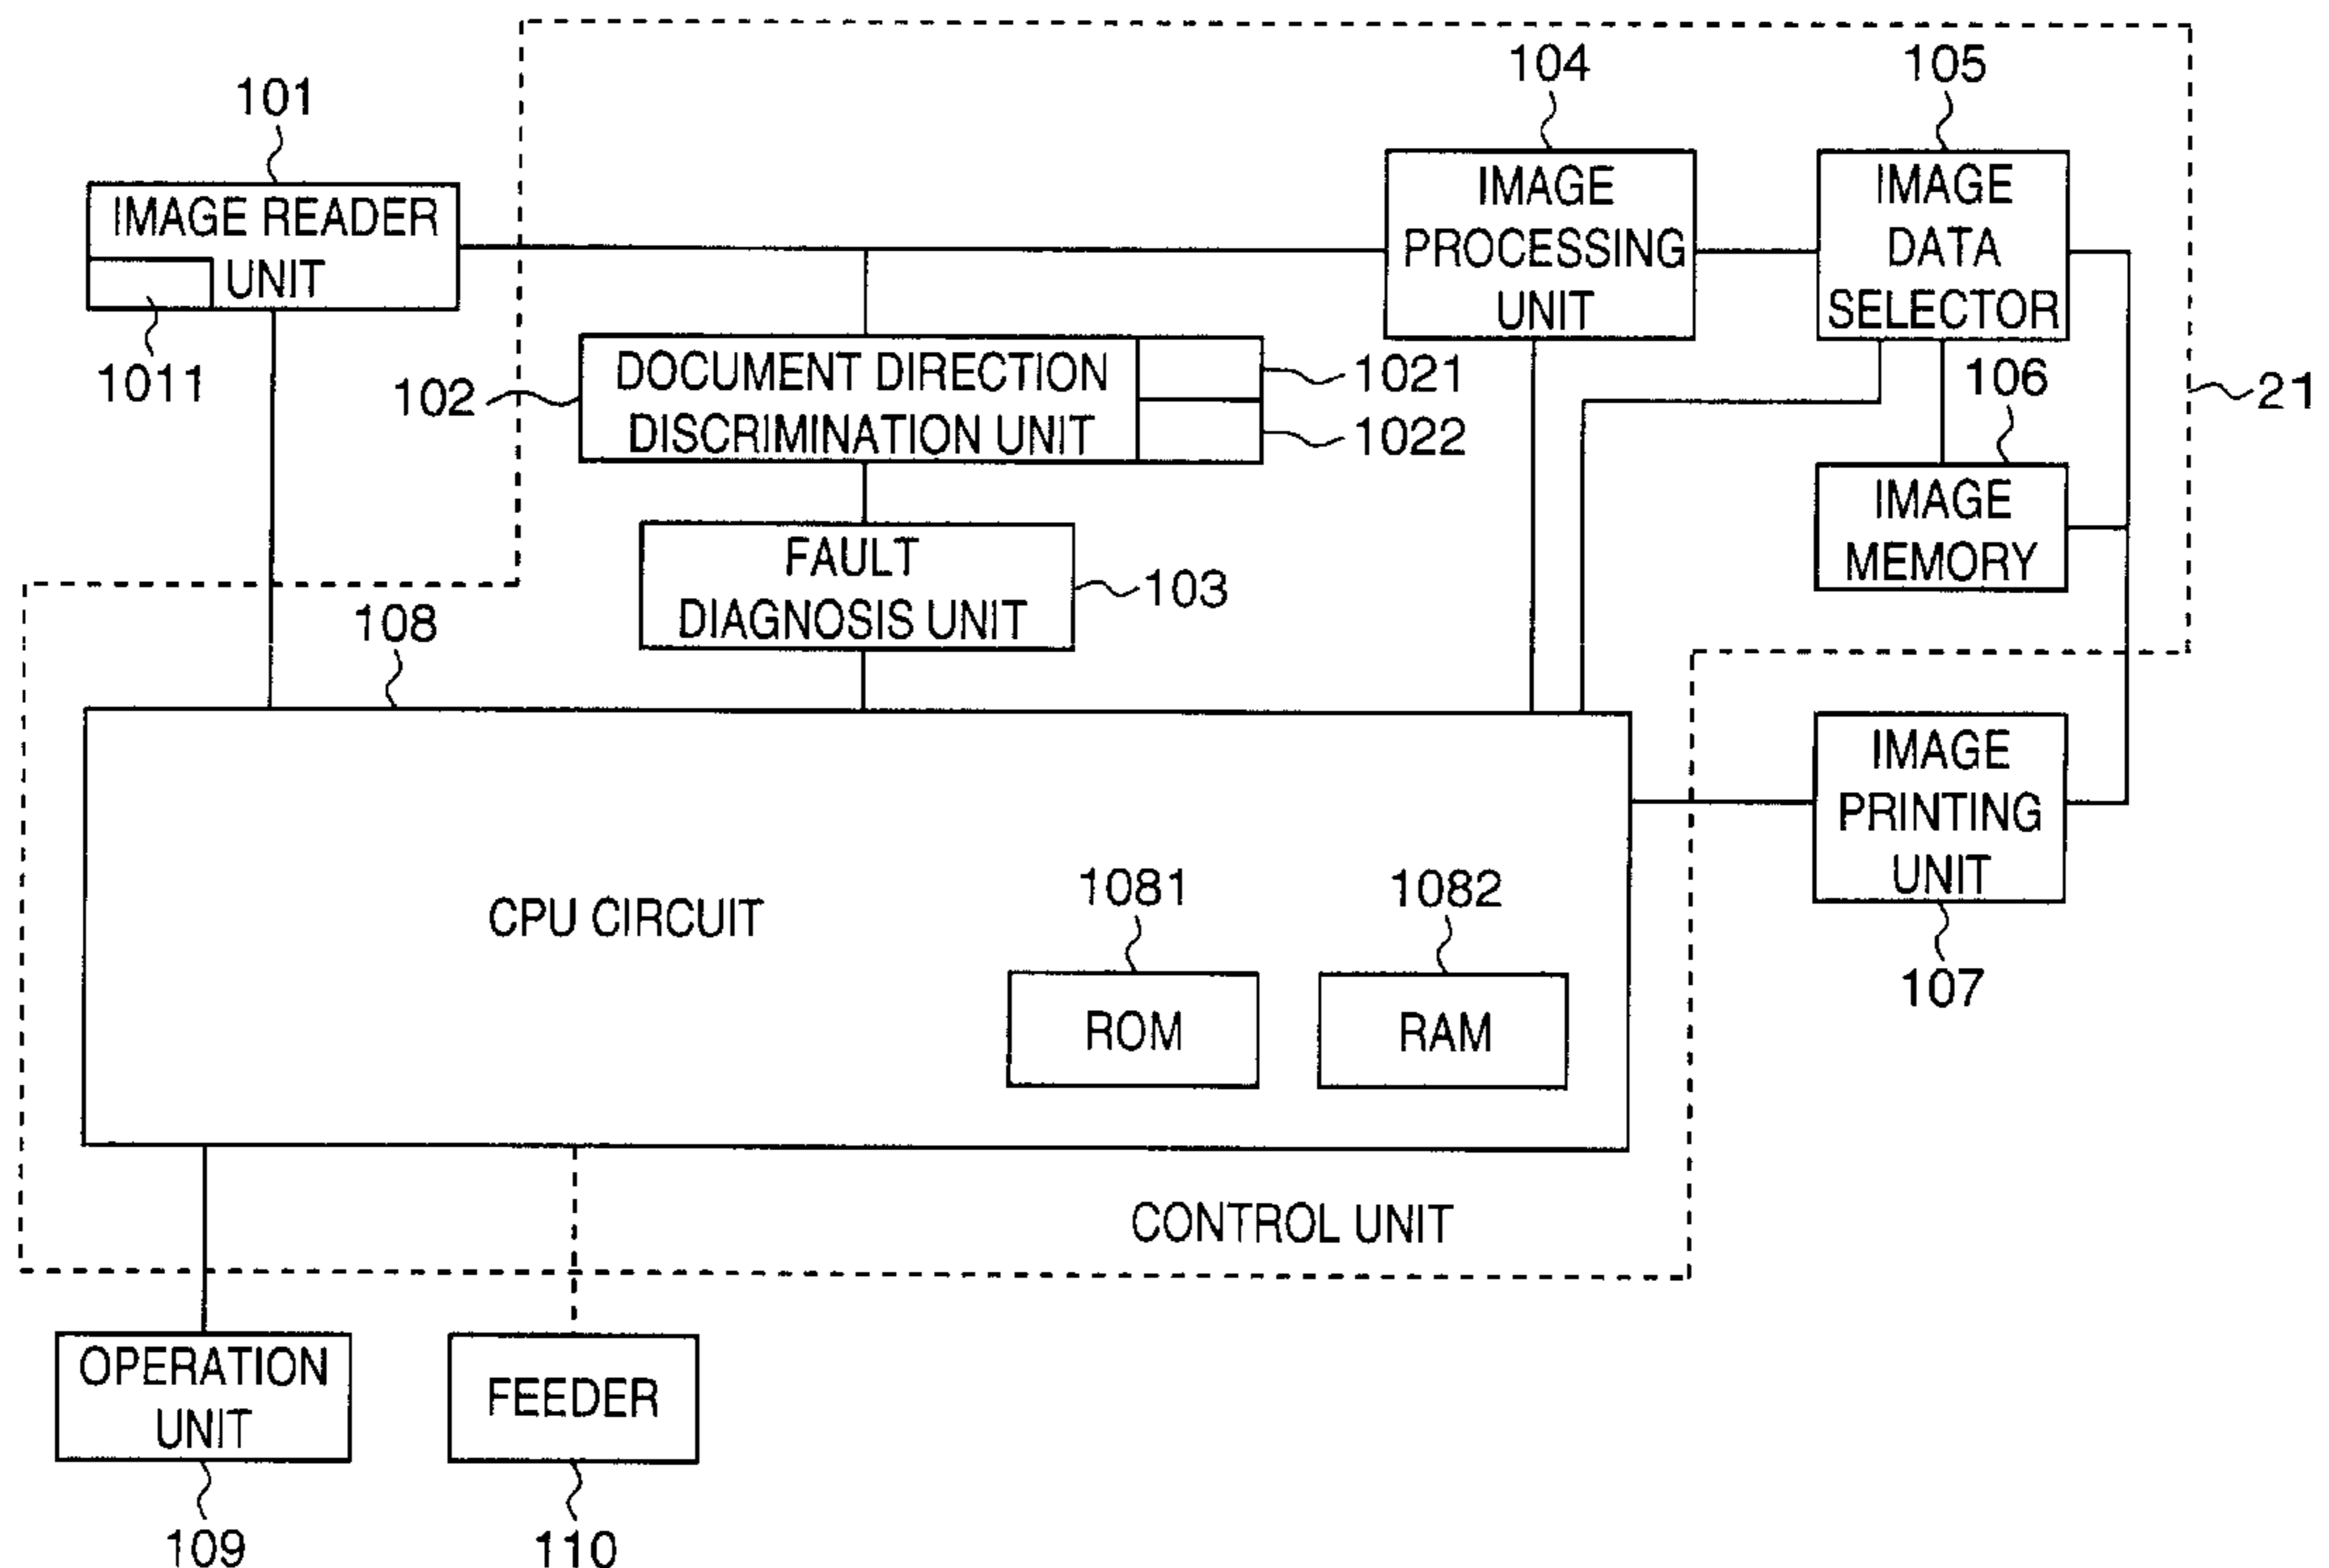 104
105
101
IMAGE READER
UNIT
1011
IMAGE
PROCESSING
UNIT
IMAGE
DATA
SELECTOR
102
DOCUMENT DIRECTION
DISCRIMINATION UNIT
1021
1022
106
21
IMAGE
MEMORY
FAULT
DIAGNOSIS UNIT
103
108
IMAGE
PRINTING
UNIT
107
CPU CIRCUIT
1081
1082
ROM
RAM
CONTROL UNIT
OPERATION
UNIT
FEEDER
109
110